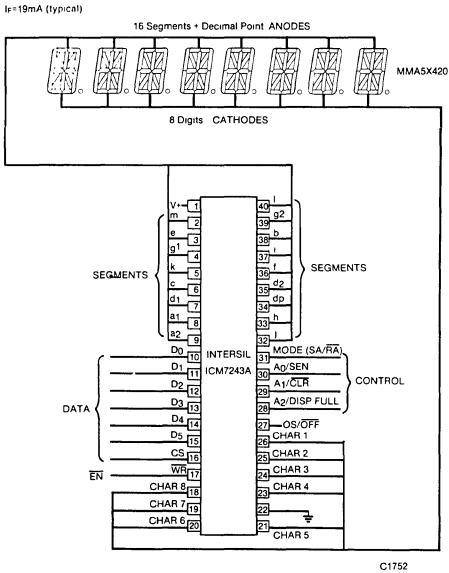 IF=19mA (typical)
16 Segments + Decimal Point ANODES
MMA5X420
8 Digits CATHODES
V+ 1 40 l
m 2 39 g2
e 3 38 b
g1 4 37
k 5 36 f
c 6 35 d2
d1 7 34 dp
a1 8 33 h
a2 9 32 j
SEGMENTS
SEGMENTS
INTERSIL
ICM7243A
D0 10 31 MODE (SA/RA)
D1 11 30 A0/SEN
D2 12 29 A1/CLR
D3 13 28 A2/DISP FULL
D4 14 27 OS/OFF
D5 15 26 CHAR 1
CS 16 25 CHAR 2
EN WR 17 24 CHAR 3
CHAR 8 18 23 CHAR 4
CHAR 7 19 22
CHAR 6 20 21 CHAR 5
DATA
CONTROL
C1752